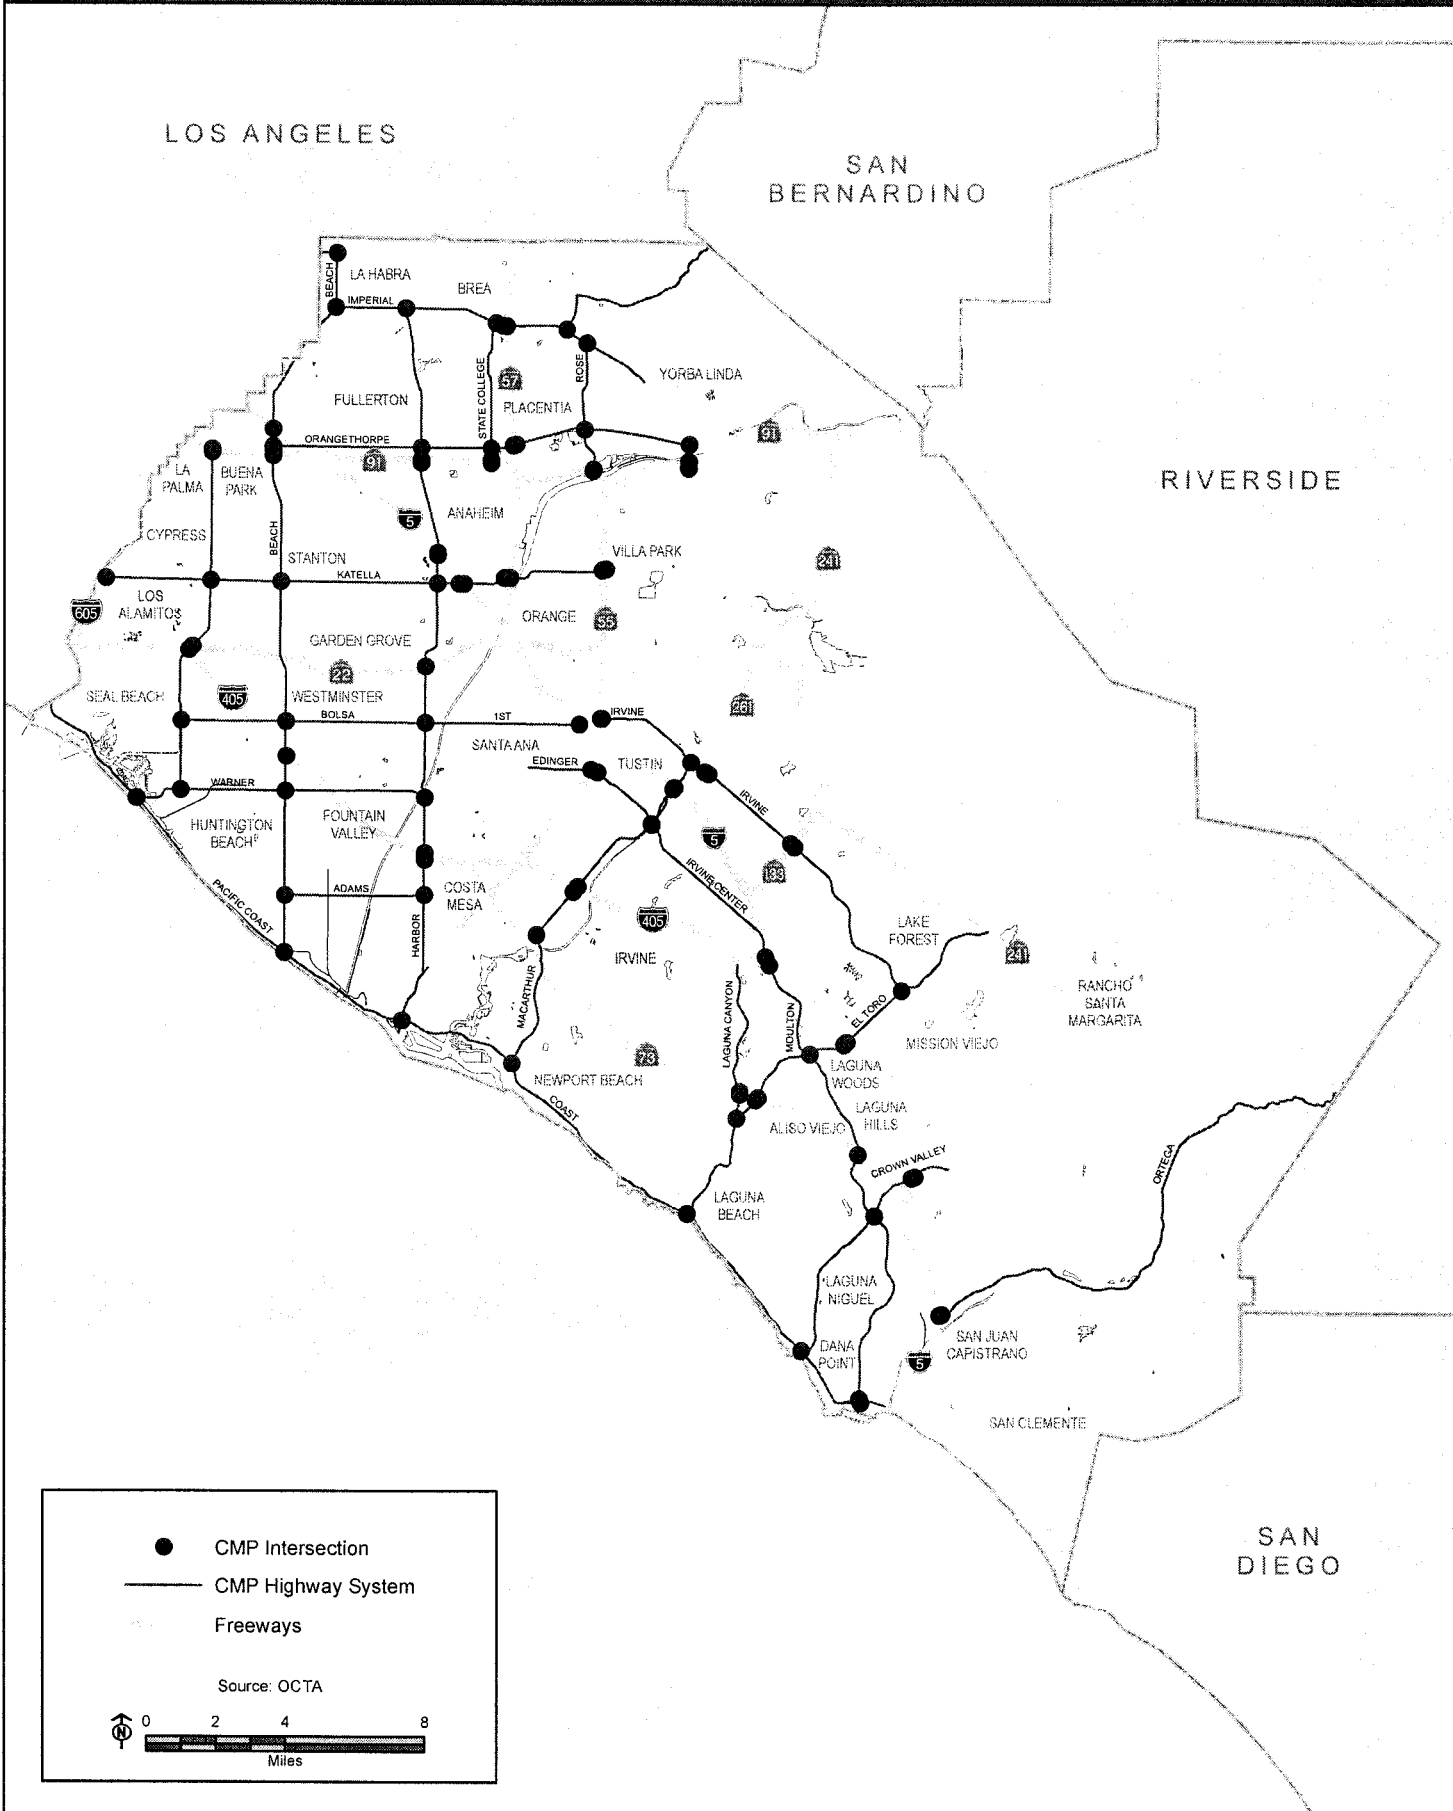 LOS ANGELES
SAN
BERNARDINO
RIVERSIDE
BEACH
LA HABRA
IMPERIAL
BREA
57
STATE COLLEGE
ROSE
YORBA LINDA
FULLERTON
PLACENTIA
ORANGETHORPE
91
91
LA
PALMA
BUENA
PARK
5
ANAHEIM
CYPRESS
BEACH
STANTON
KATELLA
VILLA PARK
241
605
LOS
ALAMITOS
ORANGE
55
GARDEN GROVE
22
SEAL BEACH
405
WESTMINSTER
BOLSA
1ST
IRVINE
261
SANTA ANA
EDINGER
TUSTIN
WARNER
IRVINE
HUNTINGTON
BEACH
FOUNTAIN
VALLEY
5
IRVINE CENTER
133
PACIFIC COAST
ADAMS
COSTA
MESA
HARBOR
405
LAKE
FOREST
241
IRVINE
MACARTHUR
LAGUNA CANYON
MOULTON
EL TORO
RANCHO
SANTA
MARGARITA
MISSION VIEJO
73
NEWPORT BEACH
LAGUNA
WOODS
COAST
ALISO VIEJO
LAGUNA
HILLS
CROWN VALLEY
ORTEGA
LAGUNA
BEACH
LAGUNA
NIGUEL
DANA
POINT
5
SAN JUAN
CAPISTRANO
SAN CLEMENTE
SAN
DIEGO
CMP Intersection
CMP Highway System
Freeways
Source: OCTA
N
0 2 4 8
Miles